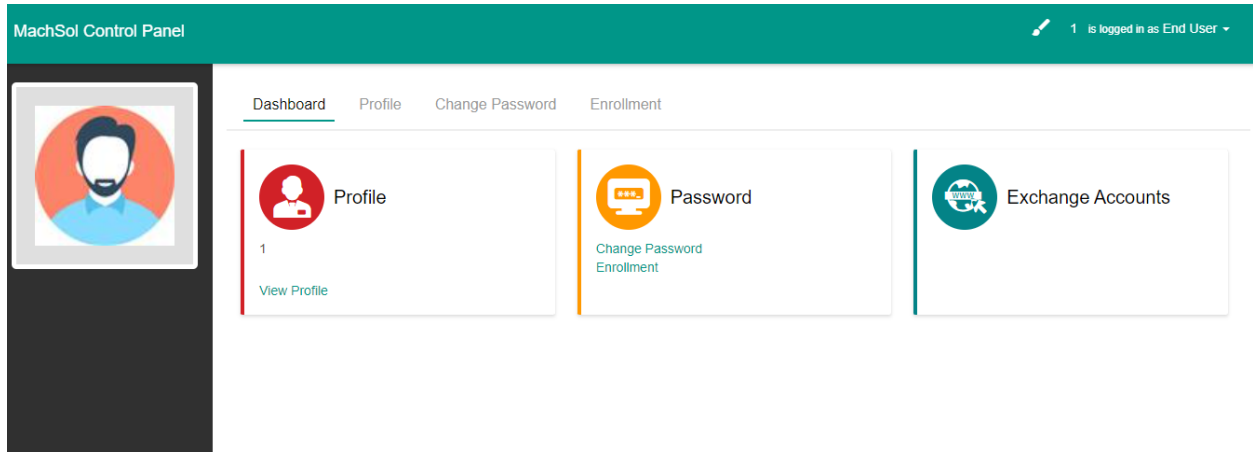 MachSol Control Panel
1 is logged in as End User
Dashboard Profile Change Password Enrollment
Profile
1
View Profile
Password
Change Password
Enrollment
WWW
Exchange Accounts